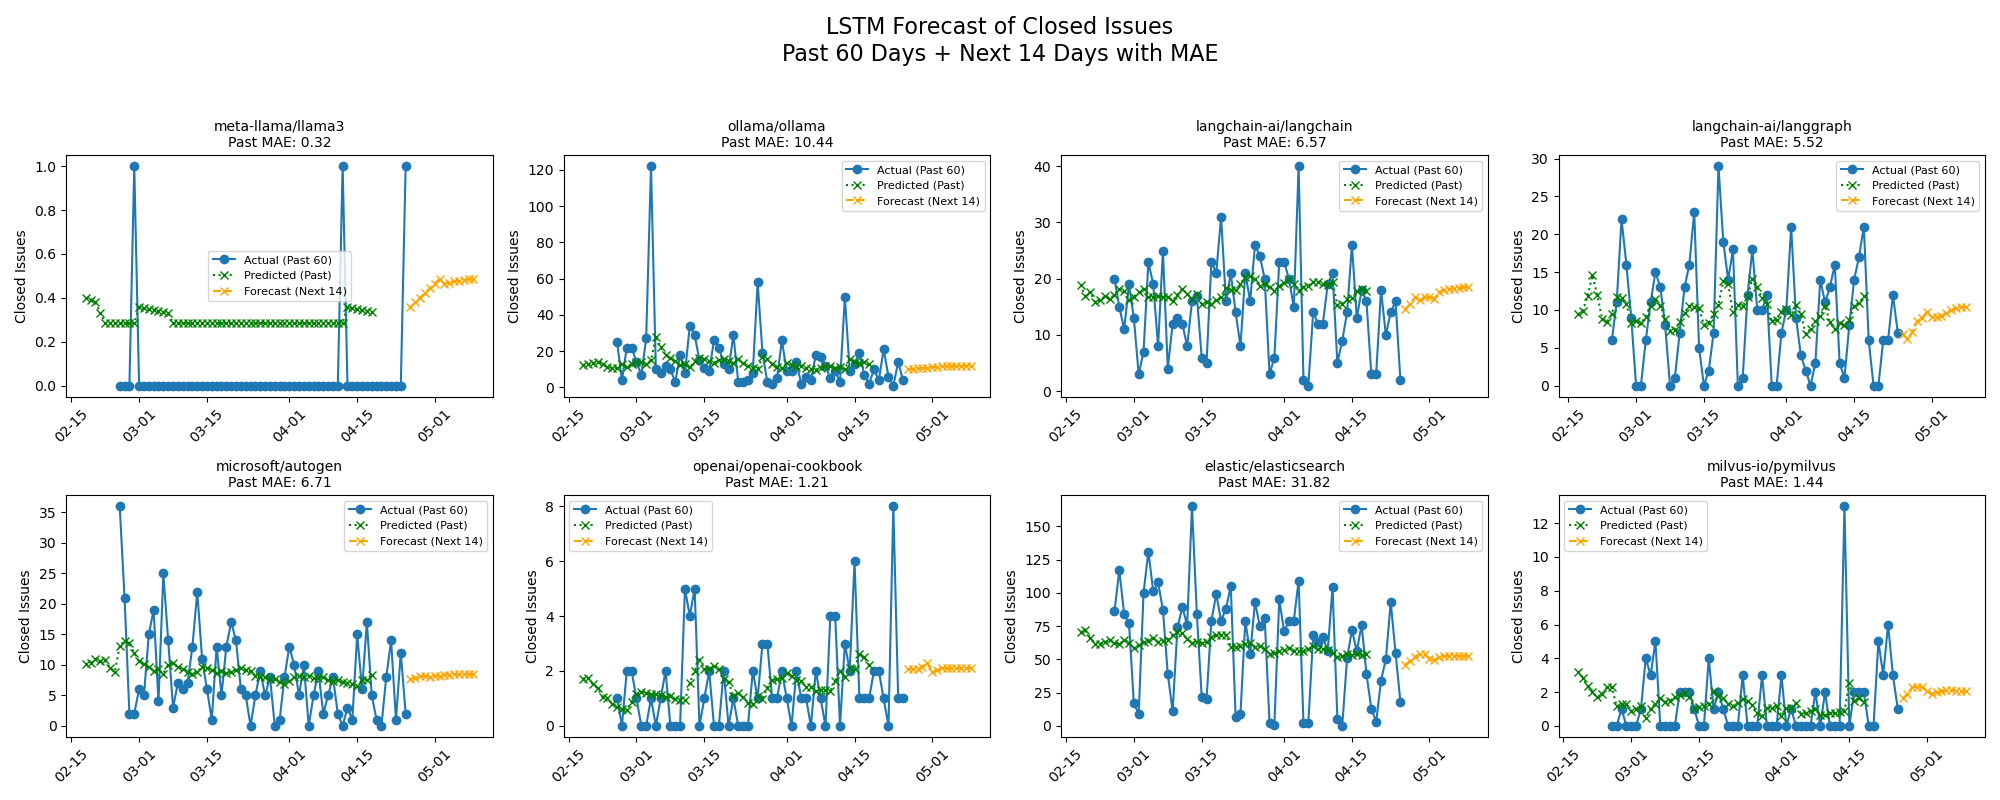 LSTM Forecast of Closed Issues
Past 60 Days + Next 14 Days with MAE
meta-llama/llama3
Past MAE: 0.32
Closed Issues
1.0
0.8
0.6
0.4
0.2
0.0
Actual (Past 60)
Predicted (Past)
Forecast (Next 14)
02-15
03-01
03-15
04-01
04-15
05-01
ollama/ollama
Past MAE: 10.44
Closed Issues
120
100
80
60
40
20
0
Actual (Past 60)
Predicted (Past)
Forecast (Next 14)
02-15
03-01
03-15
04-01
04-15
05-01
langchain-ai/langchain
Past MAE: 6.57
Closed Issues
40
30
20
10
0
Actual (Past 60)
Predicted (Past)
Forecast (Next 14)
02-15
03-01
03-15
04-01
04-15
05-01
langchain-ai/langgraph
Past MAE: 5.52
Closed Issues
30
25
20
15
10
5
0
Actual (Past 60)
Predicted (Past)
Forecast (Next 14)
02-15
03-01
03-15
04-01
04-15
05-01
microsoft/autogen
Past MAE: 6.71
Closed Issues
35
30
25
20
15
10
5
0
Actual (Past 60)
Predicted (Past)
Forecast (Next 14)
02-15
03-01
03-15
04-01
04-15
05-01
openai/openai-cookbook
Past MAE: 1.21
Closed Issues
8
6
4
2
0
Actual (Past 60)
Predicted (Past)
Forecast (Next 14)
02-15
03-01
03-15
04-01
04-15
05-01
elastic/elasticsearch
Past MAE: 31.82
Closed Issues
150
125
100
75
50
25
0
Actual (Past 60)
Predicted (Past)
Forecast (Next 14)
02-15
03-01
03-15
04-01
04-15
05-01
milvus-io/pymilvus
Past MAE: 1.44
Closed Issues
12
10
8
6
4
2
0
Actual (Past 60)
Predicted (Past)
Forecast (Next 14)
02-15
03-01
03-15
04-01
04-15
05-01